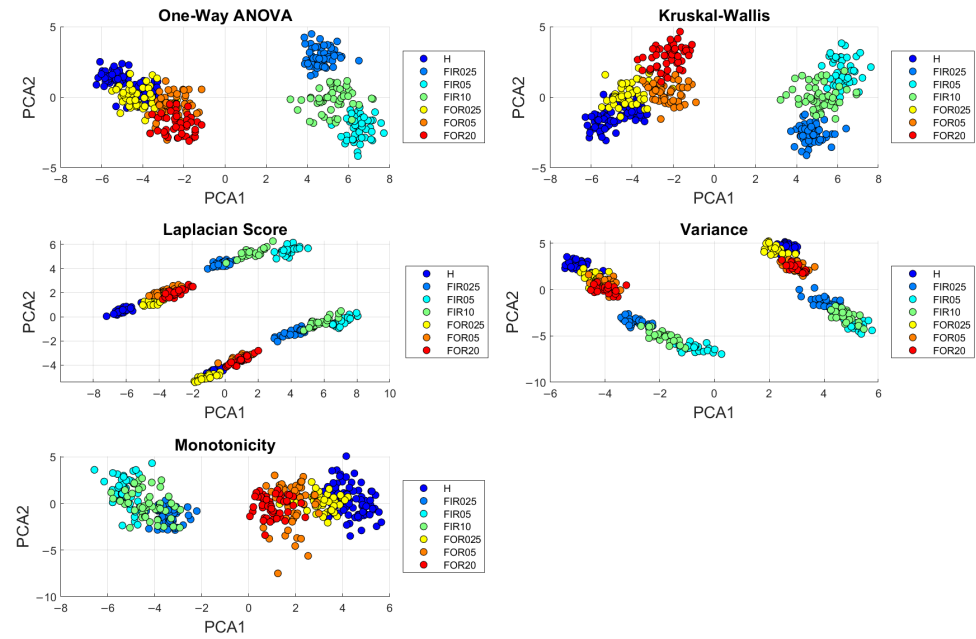 One-Way ANOVA
5
0
−5
−8
−6
−4
−2
0
2
4
6
8
PCA2
PCA1
H
FIR025
FIR05
FIR10
FOR025
FOR05
FOR20
Kruskal-Wallis
5
0
−5
−8
−6
−4
−2
0
2
4
6
8
PCA2
PCA1
H
FIR025
FIR05
FIR10
FOR025
FOR05
FOR20
Laplacian Score
6
4
2
0
−2
−4
−8
−6
−4
−2
0
2
4
6
8
10
PCA2
PCA1
H
FIR025
FIR05
FIR10
FOR025
FOR05
FOR20
Variance
5
0
−5
−10
−6
−4
−2
0
2
4
6
PCA2
PCA1
H
FIR025
FIR05
FIR10
FOR025
FOR05
FOR20
Monotonicity
5
0
−5
−10
−8
−6
−4
−2
0
2
4
6
PCA2
PCA1
H
FIR025
FIR05
FIR10
FOR025
FOR05
FOR20